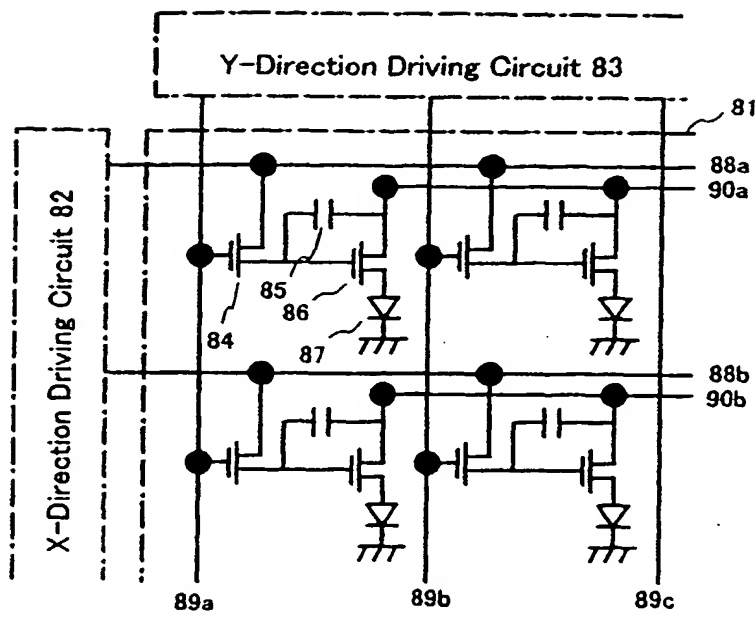 Y-Direction Driving Circuit 83
81
X-Direction Driving Circuit 82
88a
90a
84
85
86
87
88b
90b
89a
89b
89c